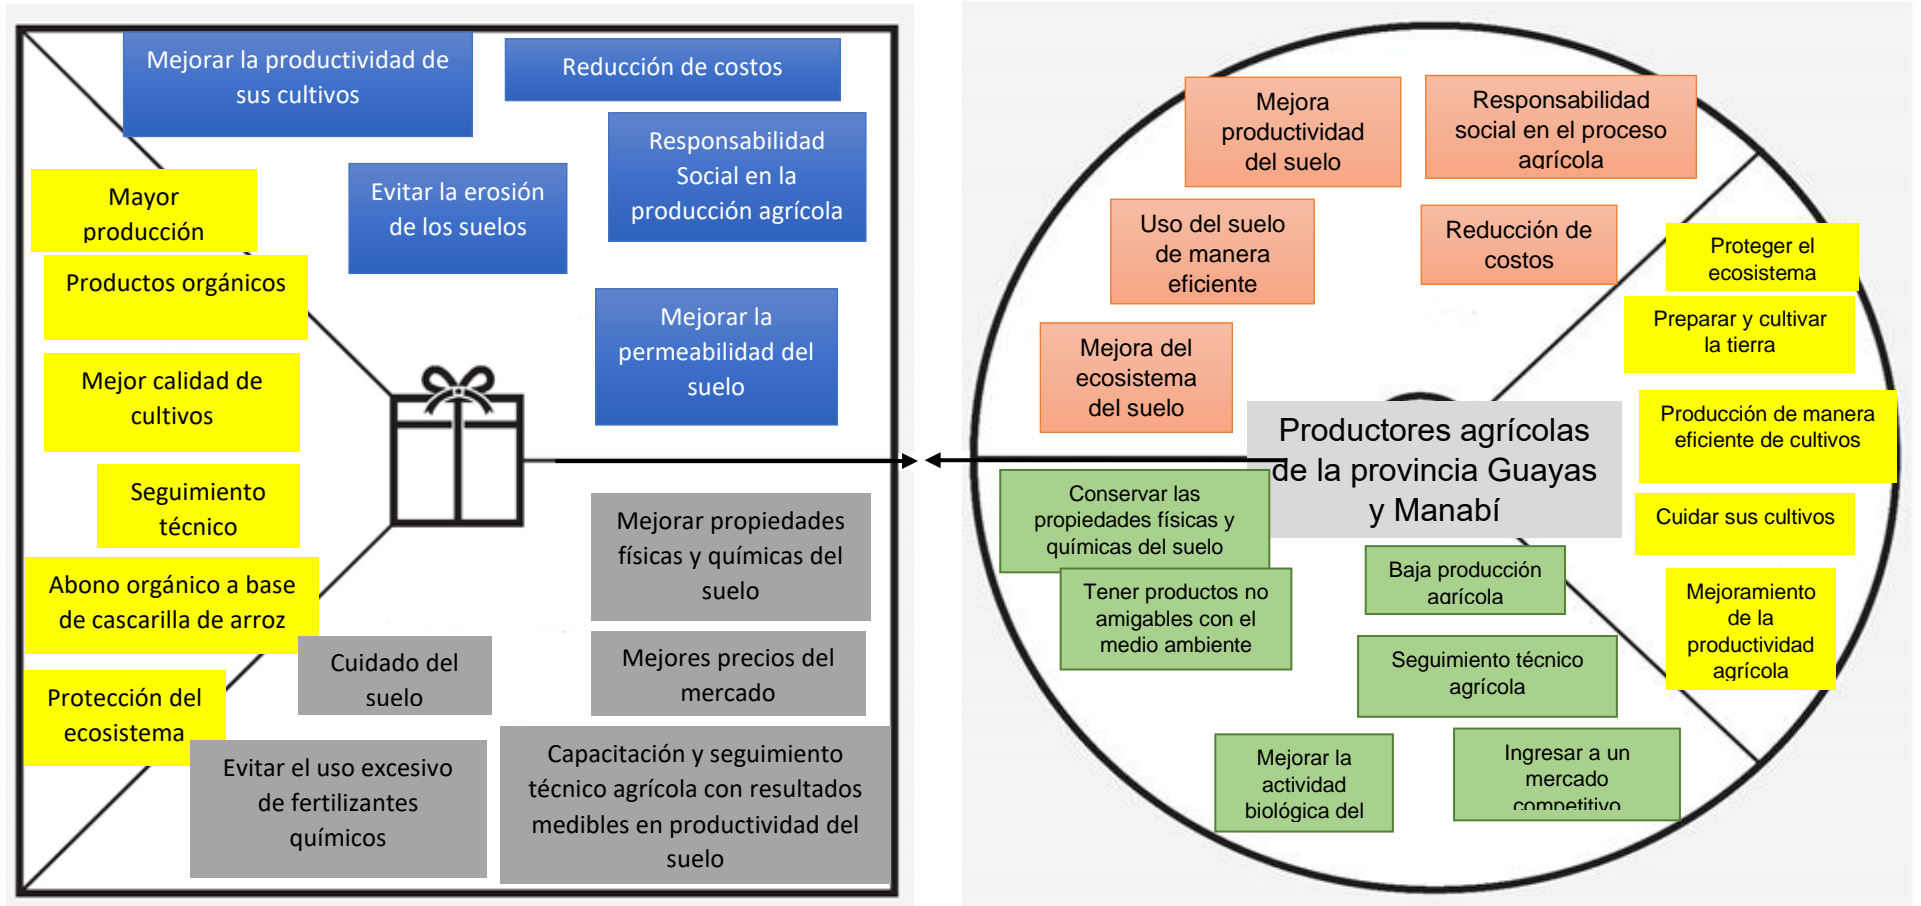 Mejorar la productividad de
sus cultivos
Reducción de costos
Responsabilidad
Social en la
producción agrícola
Evitar la erosión
de los suelos
Mejorar la
permeabilidad del
suelo
Mayor
producción
Productos orgánicos
Mejor calidad de
cultivos
Seguimiento
técnico
Abono orgánico a base
de cascarilla de arroz
Protección del
ecosistema
Mejorar propiedades
físicas y químicas del
suelo
Cuidado del
suelo
Mejores precios del
mercado
Evitar el uso excesivo
de fertilizantes
químicos
Capacitación y seguimiento
técnico agrícola con resultados
medibles en productividad del
suelo
Mejora
productividad
del suelo
Responsabilidad
social en el proceso
agrícola
Uso del suelo
de manera
eficiente
Reducción de
costos
Mejora del
ecosistema
del suelo
Proteger el
ecosistema
Preparar y cultivar
la tierra
Producción de manera
eficiente de cultivos
Cuidar sus cultivos
Mejoramiento
de la
productividad
agrícola
Productores agrícolas
de la provincia Guayas
y Manabí
Conservar las
propiedades físicas y
químicas del suelo
Tener productos no
amigables con el
medio ambiente
Baja producción
agrícola
Seguimiento técnico
agrícola
Mejorar la
actividad
biológica del
Ingresar a un
mercado
competitivo